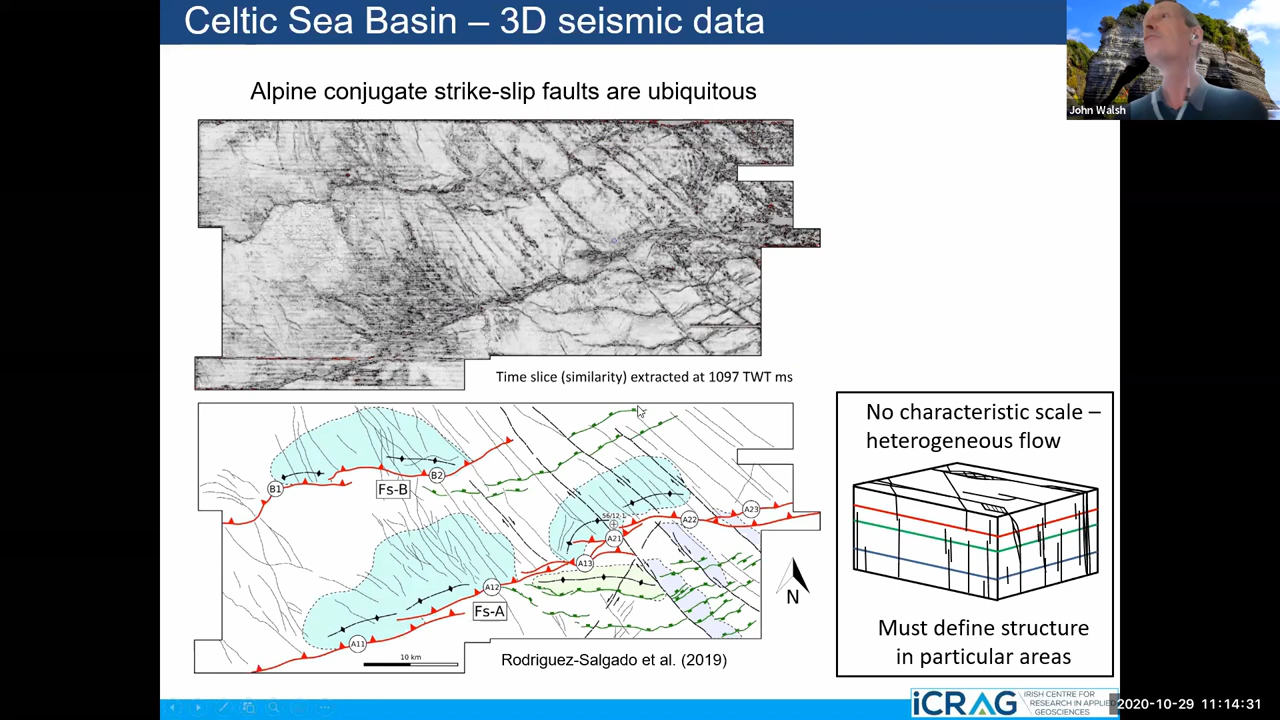 Celtic Sea Basin – 3D seismic data
John Walsh
Alpine conjugate strike-slip faults are ubiquitous
Time slice (similarity) extracted at 1097 TWT ms
B1
B2
Fs-B
56/12-1
A23
A22
A21
A13
A12
Fs-A
A11
10 km
N
Rodriguez-Salgado et al. (2019)
No characteristic scale –
heterogeneous flow
Must define structure
in particular areas
iCRAG
IRISH CENTRE FOR
RESEARCH IN APPLIED
GEOSCIENCES
2020-10-29 11:14:31